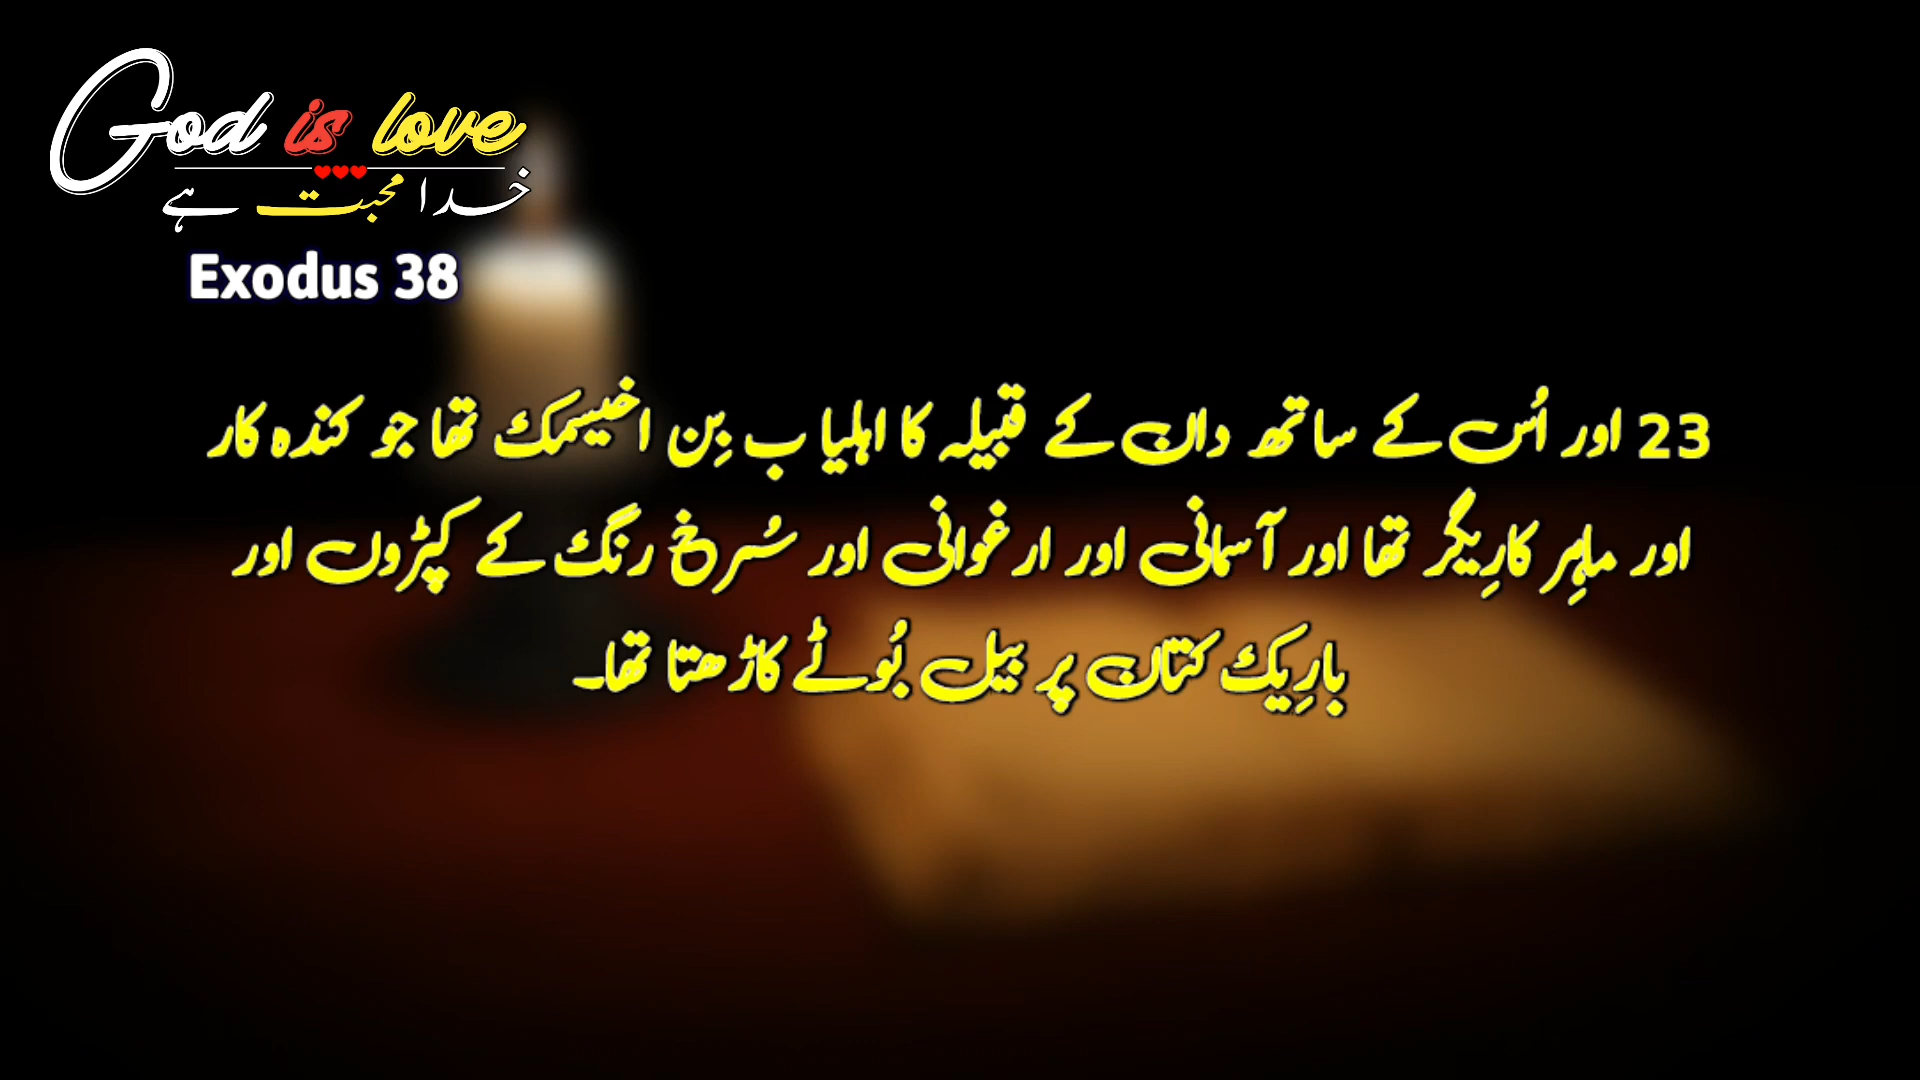 God is love
خدا محبت ہے
Exodus 38
23 اور اُس کے ساتھ دان کے قبیلہ کا اہلیا ب بِن اخیسمک تھا جو کندہ کار
اور ماہِر کارِیگر تھا اور آسمانی اور ارغوانی اور سُرخ رنگ کے کپڑوں اور
بارِیک کتان پر بیل بُوٹے کاڑھتا تھا۔